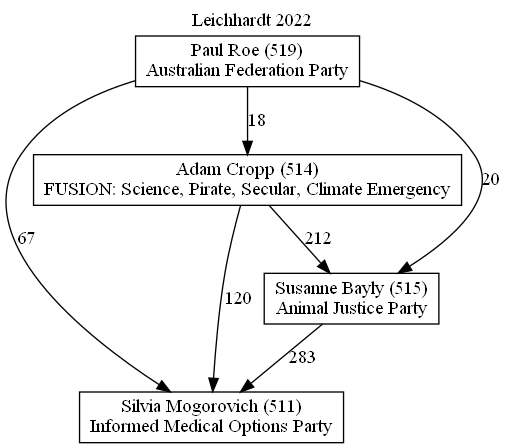 Leichhardt 2022
Paul Roe (519)
Australian Federation Party
18
Adam Cropp (514)
FUSION: Science, Pirate, Secular, Climate Emergency
20
67
212
120
Susanne Bayly (515)
Animal Justice Party
283
Silvia Mogorovich (511)
Informed Medical Options Party